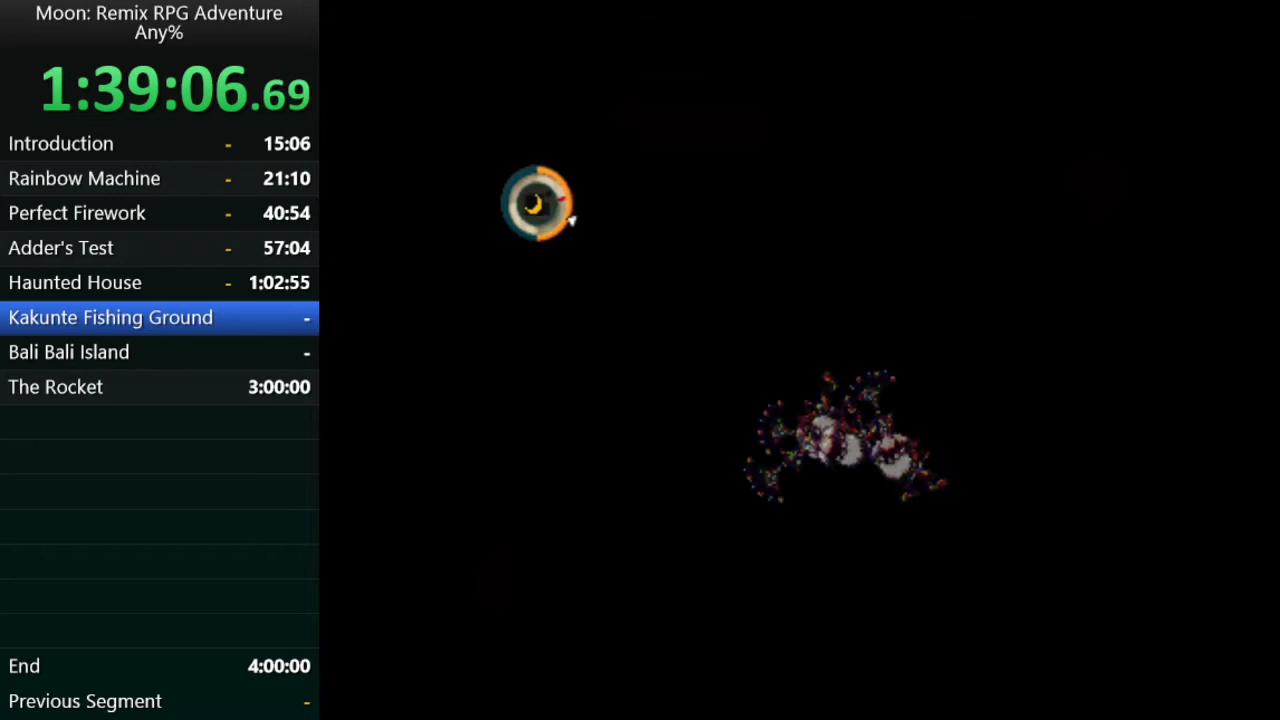 Moon: Remix RPG Adventure
Any%
1:39:06.69
Introduction - 15:06
Rainbow Machine - 21:10
Perfect Firework - 40:54
Adder's Test - 57:04
Haunted House - 1:02:55
Kakunte Fishing Ground -
Bali Bali Island -
The Rocket 3:00:00
End 4:00:00
Previous Segment -